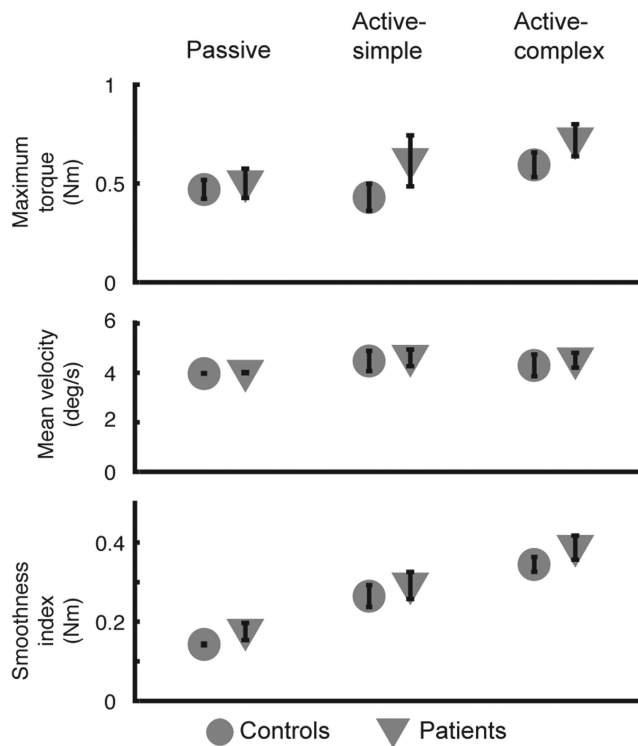 Passive
Active-
simple
Active-
complex
Maximum
torque
(Nm)
1
0.5
0
Mean velocity
(deg/s)
6
4
2
0
Smoothness
index
(Nm)
0.4
0.2
0
Controls
Patients